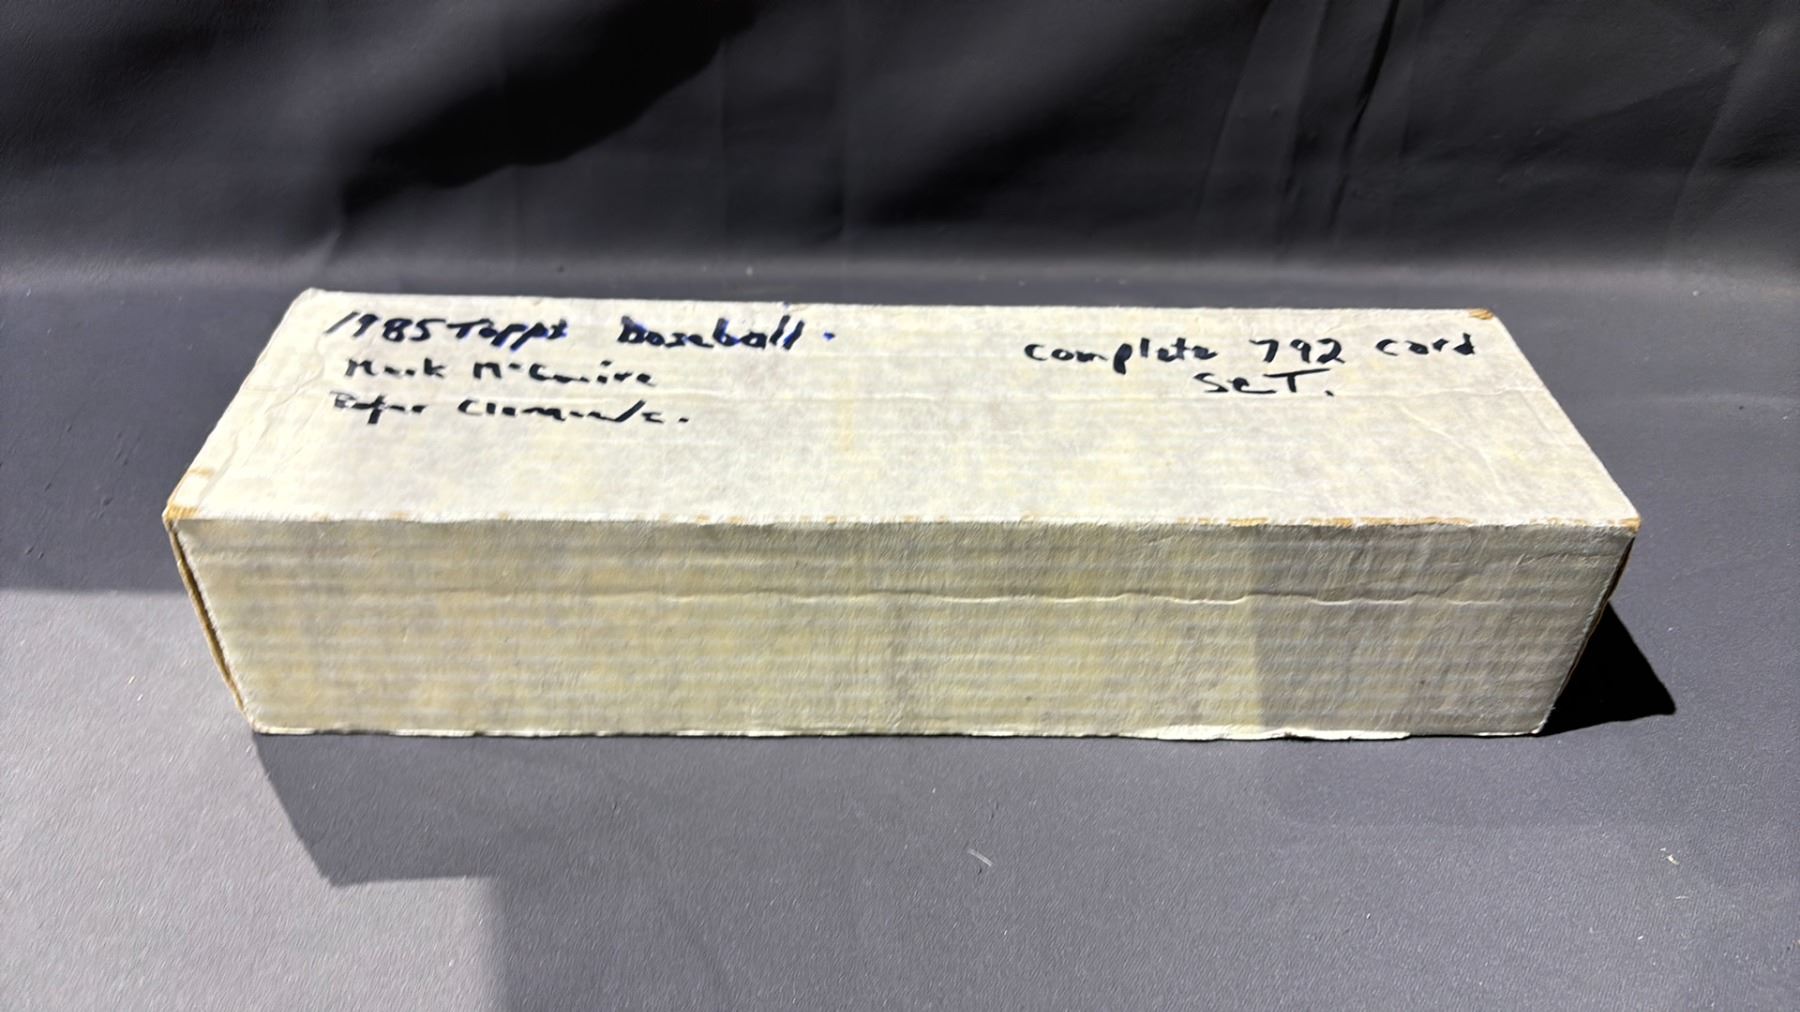 1985 Topps baseball.
Mark McGwire
Roger Clemens.
complete 792 card
SeT.